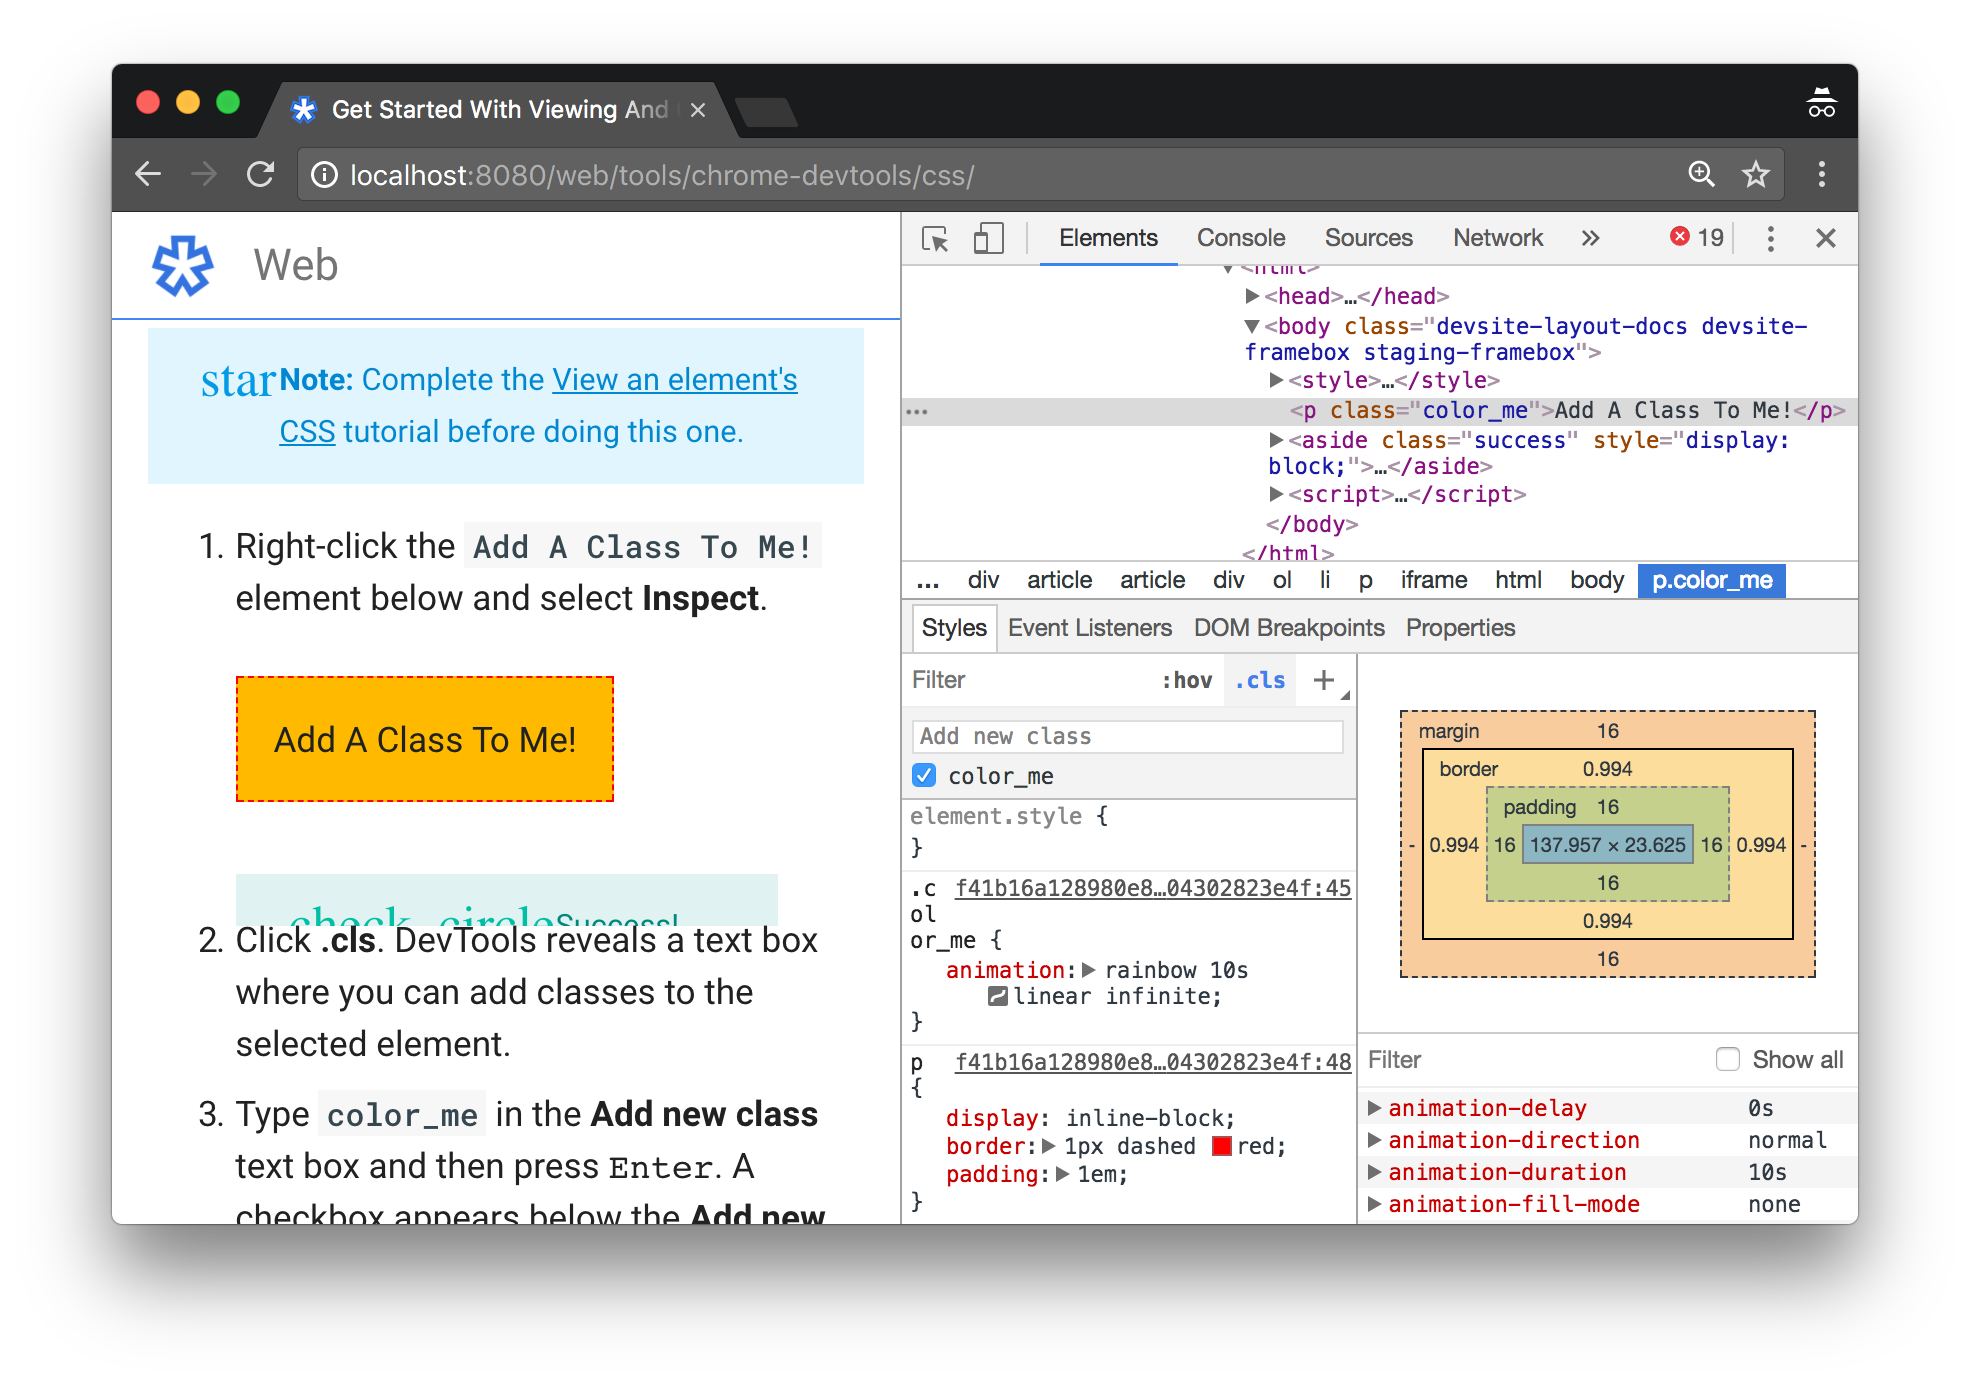 Get Started With Viewing And
localhost:8080/web/tools/chrome-devtools/css/
Web
star Note: Complete the View an element's
CSS tutorial before doing this one.
1. Right-click the Add A Class To Me!
element below and select Inspect.
Add A Class To Me!
check_circle Success!
2. Click .cls. DevTools reveals a text box
where you can add classes to the
selected element.
3. Type color_me in the Add new class
text box and then press Enter. A
checkbox appears below the Add new
Elements Console Sources Network » 19
<html>
<head>…</head>
<body class="devsite-layout-docs devsite-
framebox staging-framebox">
<style>…</style>
… <p class="color_me">Add A Class To Me!</p>
<aside class="success" style="display:
block;">…</aside>
<script>…</script>
</body>
</html>
... div article article div ol li p iframe html body p.color_me
Styles Event Listeners DOM Breakpoints Properties
Filter :hov .cls +
Add new class
color_me
element.style {
}
.c f41b16a128980e8…04302823e4f:45
ol
or_me {
animation: rainbow 10s
linear infinite;
}
p f41b16a128980e8…04302823e4f:48
{
display: inline-block;
border: 1px dashed red;
padding: 1em;
}
margin 16
border 0.994
padding 16
- 0.994 16 137.957 × 23.625 16 0.994 -
16
0.994
16
Filter Show all
animation-delay 0s
animation-direction normal
animation-duration 10s
animation-fill-mode none